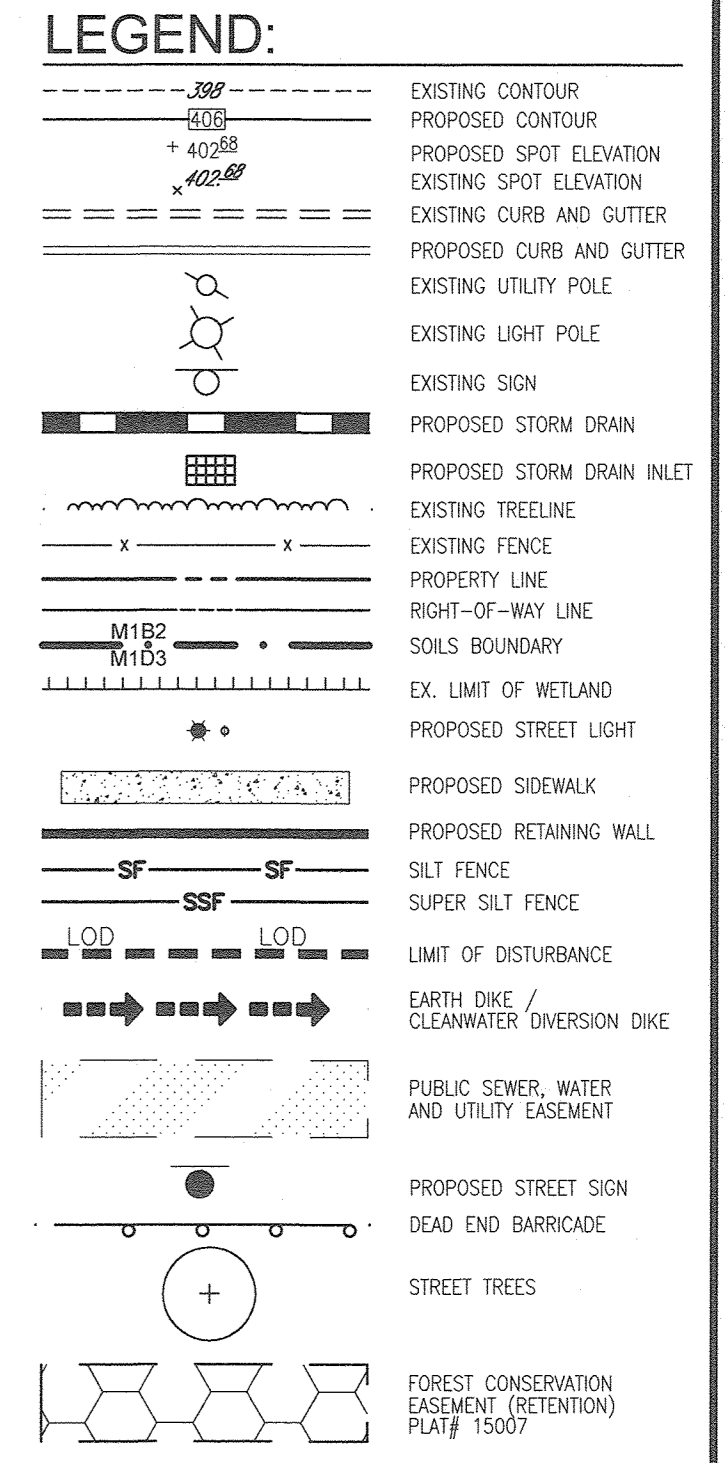 LEGEND:
398 EXISTING CONTOUR
406 PROPOSED CONTOUR
+ 402 68 PROPOSED SPOT ELEVATION
x 402. 68 EXISTING SPOT ELEVATION
EXISTING CURB AND GUTTER
PROPOSED CURB AND GUTTER
EXISTING UTILITY POLE
EXISTING LIGHT POLE
EXISTING SIGN
PROPOSED STORM DRAIN
PROPOSED STORM DRAIN INLET
EXISTING TREELINE
x x EXISTING FENCE
PROPERTY LINE
RIGHT-OF-WAY LINE
M1B2
M1D3
SOILS BOUNDARY
EX. LIMIT OF WETLAND
PROPOSED STREET LIGHT
PROPOSED SIDEWALK
PROPOSED RETAINING WALL
SF SF SILT FENCE
SSF SUPER SILT FENCE
LOD LOD
LIMIT OF DISTURBANCE
EARTH DIKE /
CLEANWATER DIVERSION DIKE
PUBLIC SEWER, WATER
AND UTILITY EASEMENT
PROPOSED STREET SIGN
DEAD END BARRICADE
STREET TREES
FOREST CONSERVATION
EASEMENT (RETENTION)
PLAT# 15007